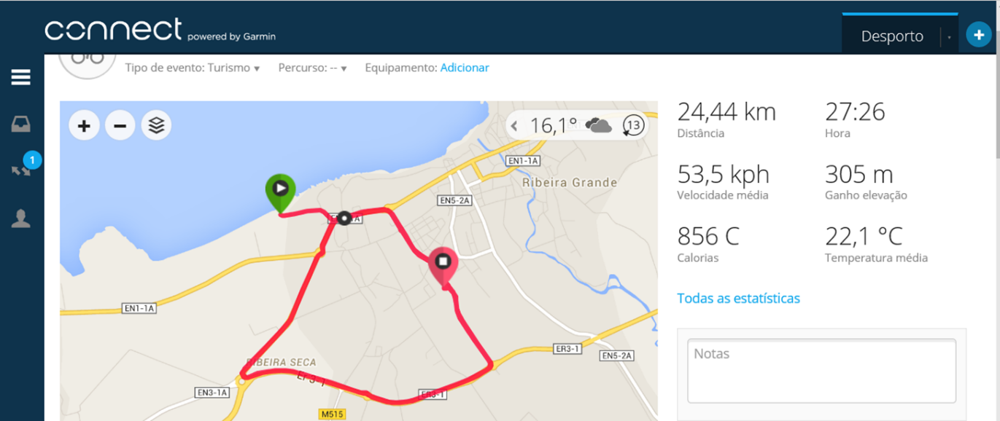 connect powered by Garmin
Desporto
+
Tipo de evento: Turismo Percurso: -- Equipamento: Adicionar
1
+ −
16,1° 13
EN1-1A
Ribeira Grande
EN5-2A
EN1-1A
RIBEIRA SECA
ER3-1
ER3-1
ER3-1
EN5-2A
EN3-1A
M515
24,44 km 27:26
Distância Hora
53,5 kph 305 m
Velocidade média Ganho elevação
856 C 22,1 °C
Calorias Temperatura média
Todas as estatísticas
Notas